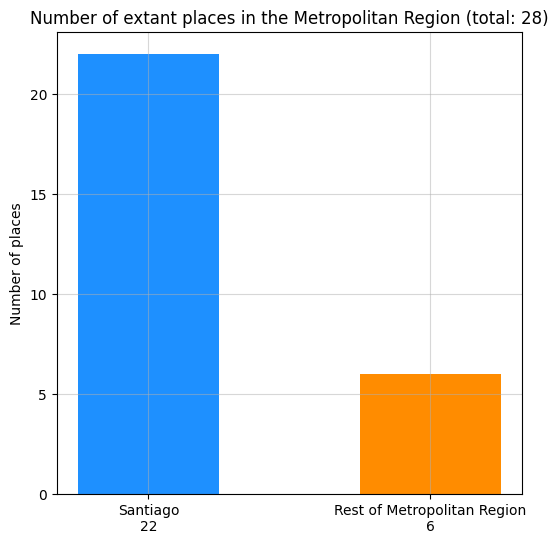 Number of extant places in the Metropolitan Region (total: 28)
Number of places
20
15
10
5
0
Santiago
22
Rest of Metropolitan Region
6